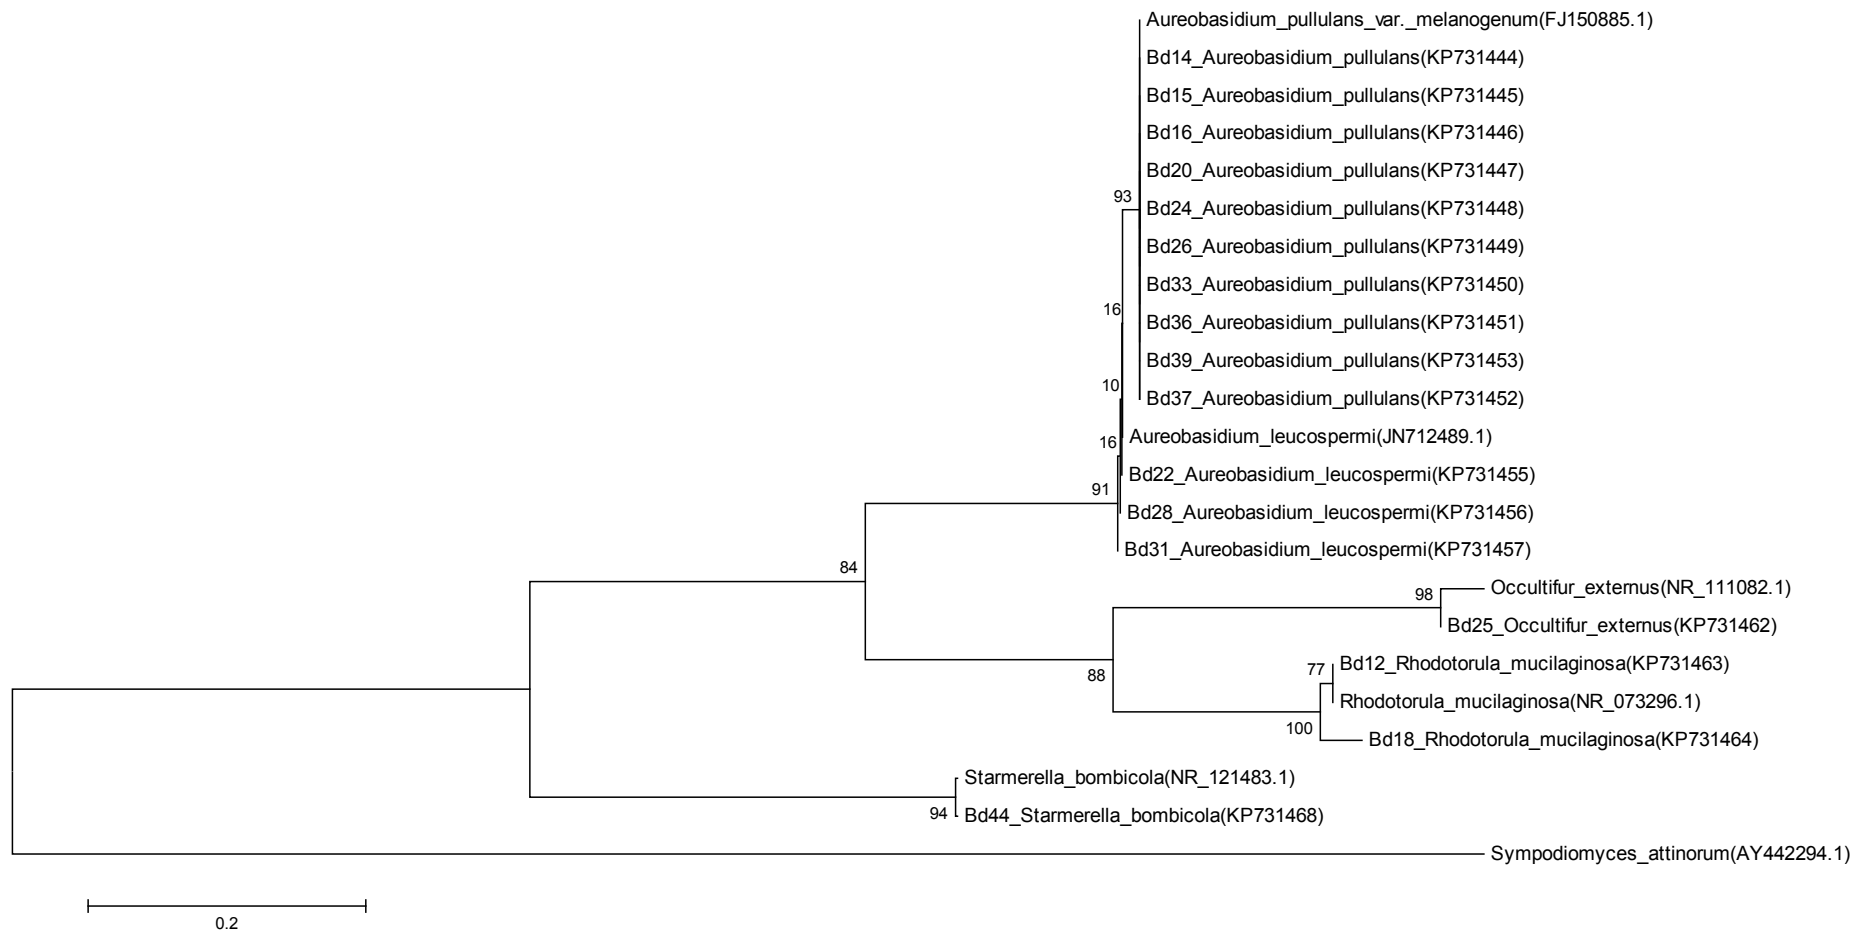 Aureobasidium_pullulans_var._melanogenum(FJ150885.1)
Bd14_Aureobasidium_pullulans(KP731444)
Bd15_Aureobasidium_pullulans(KP731445)
Bd16_Aureobasidium_pullulans(KP731446)
Bd20_Aureobasidium_pullulans(KP731447)
93
Bd24_Aureobasidium_pullulans(KP731448)
Bd26_Aureobasidium_pullulans(KP731449)
Bd33_Aureobasidium_pullulans(KP731450)
16
Bd36_Aureobasidium_pullulans(KP731451)
Bd39_Aureobasidium_pullulans(KP731453)
10
Bd37_Aureobasidium_pullulans(KP731452)
Aureobasidium_leucospermi(JN712489.1)
16
Bd22_Aureobasidium_leucospermi(KP731455)
91
Bd28_Aureobasidium_leucospermi(KP731456)
Bd31_Aureobasidium_leucospermi(KP731457)
84
Occultifur_externus(NR_111082.1)
98
Bd25_Occultifur_externus(KP731462)
Bd12_Rhodotorula_mucilaginosa(KP731463)
77
88
Rhodotorula_mucilaginosa(NR_073296.1)
100
Bd18_Rhodotorula_mucilaginosa(KP731464)
Starmerella_bombicola(NR_121483.1)
94
Bd44_Starmerella_bombicola(KP731468)
Sympodiomyces_attinorum(AY442294.1)
0.2